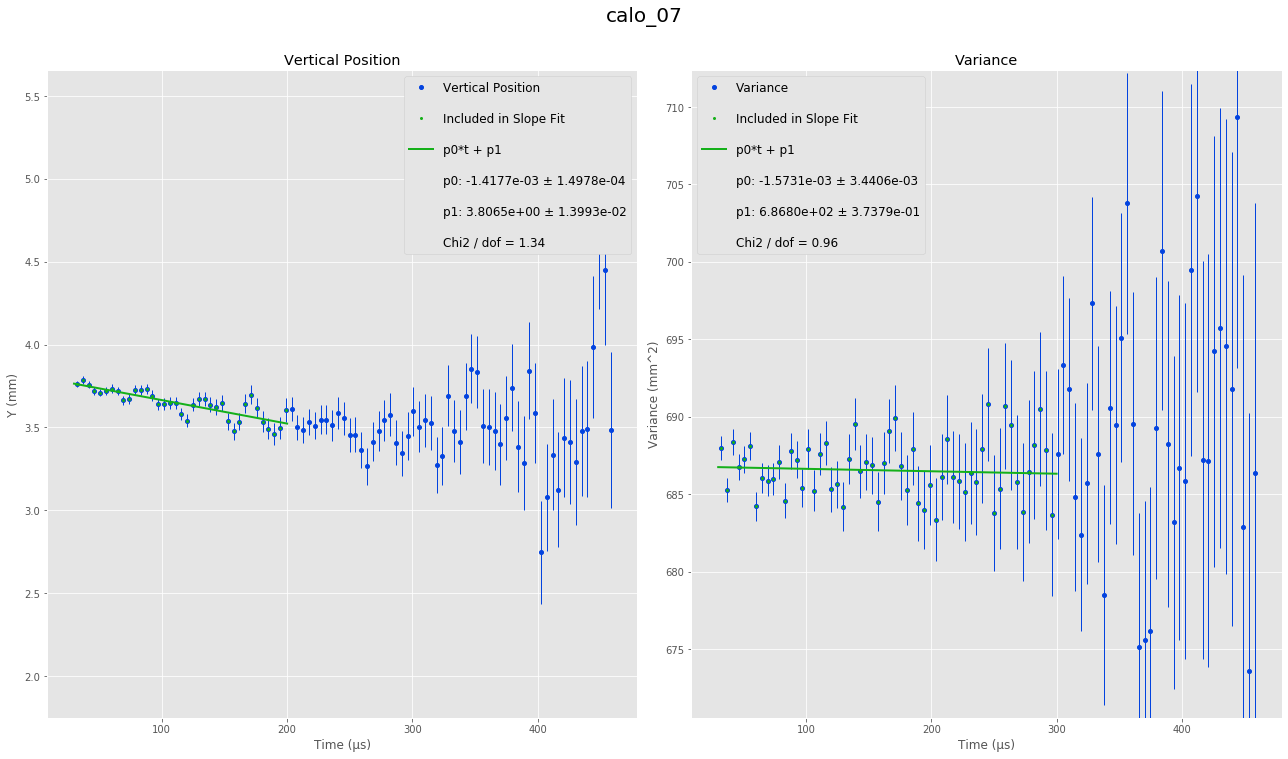 calo_07
Vertical Position
Y (mm)
5.5
5.0
4.5
4.0
3.5
3.0
2.5
2.0
100
200
300
400
Time (µs)
Vertical Position
Included in Slope Fit
p0*t + p1
p0: -1.4177e-03 ± 1.4978e-04
p1: 3.8065e+00 ± 1.3993e-02
Chi2 / dof = 1.34
Variance
Variance (mm^2)
710
705
700
695
690
685
680
675
100
200
300
400
Time (µs)
Variance
Included in Slope Fit
p0*t + p1
p0: -1.5731e-03 ± 3.4406e-03
p1: 6.8680e+02 ± 3.7379e-01
Chi2 / dof = 0.96